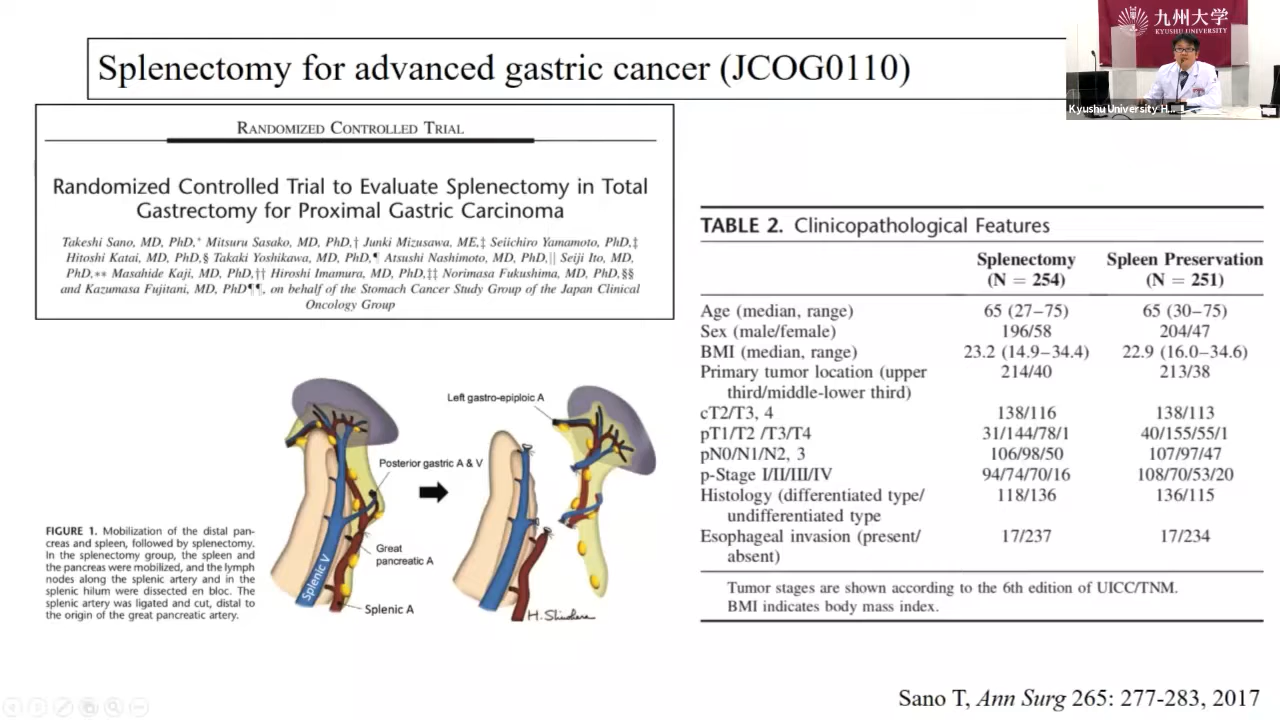 Splenectomy for advanced gastric cancer (JCOG0110)
九州大学
KYUSHU UNIVERSITY
Kyushu University H...
RANDOMIZED CONTROLLED TRIAL
Randomized Controlled Trial to Evaluate Splenectomy in Total
Gastrectomy for Proximal Gastric Carcinoma
Takeshi Sano, MD, PhD,* Mitsuru Sasako, MD, PhD,† Junki Mizusawa, ME,‡ Seiichiro Yamamoto, PhD,‡
Hitoshi Katai, MD, PhD,§ Takaki Yoshikawa, MD, PhD,¶ Atsushi Nashimoto, MD, PhD,|| Seiji Ito, MD,
PhD,** Masahide Kaji, MD, PhD,†† Hiroshi Imamura, MD, PhD,‡‡ Norimasa Fukushima, MD, PhD,§§
and Kazumasa Fujitani, MD, PhD¶¶, on behalf of the Stomach Cancer Study Group of the Japan Clinical
Oncology Group
Left gastro-epiploic A
Posterior gastric A & V
Great
pancreatic A
Splenic V
Splenic A
FIGURE 1. Mobilization of the distal pan-
creas and spleen, followed by splenectomy.
In the splenectomy group, the spleen and
the pancreas were mobilized, and the lymph
nodes along the splenic artery and in the
splenic hilum were dissected en bloc. The
splenic artery was ligated and cut, distal to
the origin of the great pancreatic artery.
TABLE 2. Clinicopathological Features
Splenectomy Spleen Preservation
(N = 254) (N = 251)
Age (median, range) 65 (27–75) 65 (30–75)
Sex (male/female) 196/58 204/47
BMI (median, range) 23.2 (14.9–34.4) 22.9 (16.0–34.6)
Primary tumor location (upper 214/40 213/38
third/middle-lower third)
cT2/T3, 4 138/116 138/113
pT1/T2 /T3/T4 31/144/78/1 40/155/55/1
pN0/N1/N2, 3 106/98/50 107/97/47
p-Stage I/II/III/IV 94/74/70/16 108/70/53/20
Histology (differentiated type/ 118/136 136/115
undifferentiated type
Esophageal invasion (present/ 17/237 17/234
absent)
Tumor stages are shown according to the 6th edition of UICC/TNM.
BMI indicates body mass index.
Sano T, Ann Surg 265: 277-283, 2017